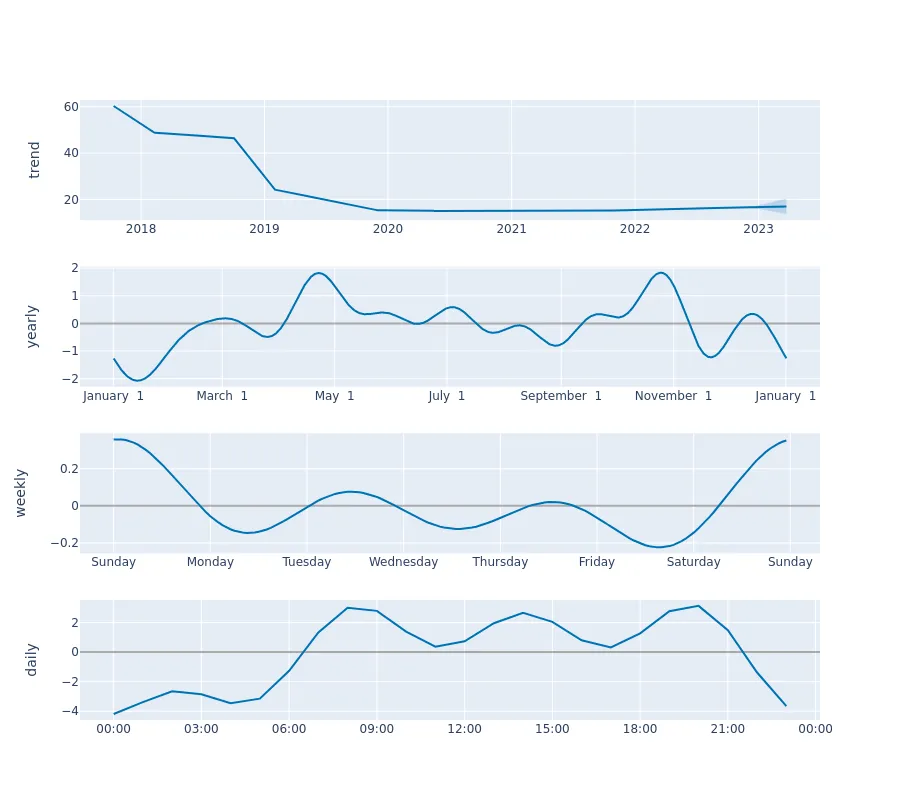 60
40
20
trend
2018 2019 2020 2021 2022 2023
2
1
0
−1
−2
yearly
January 1 March 1 May 1 July 1 September 1 November 1 January 1
0.2
0
−0.2
weekly
Sunday Monday Tuesday Wednesday Thursday Friday Saturday Sunday
2
0
−2
−4
daily
00:00 03:00 06:00 09:00 12:00 15:00 18:00 21:00 00:00